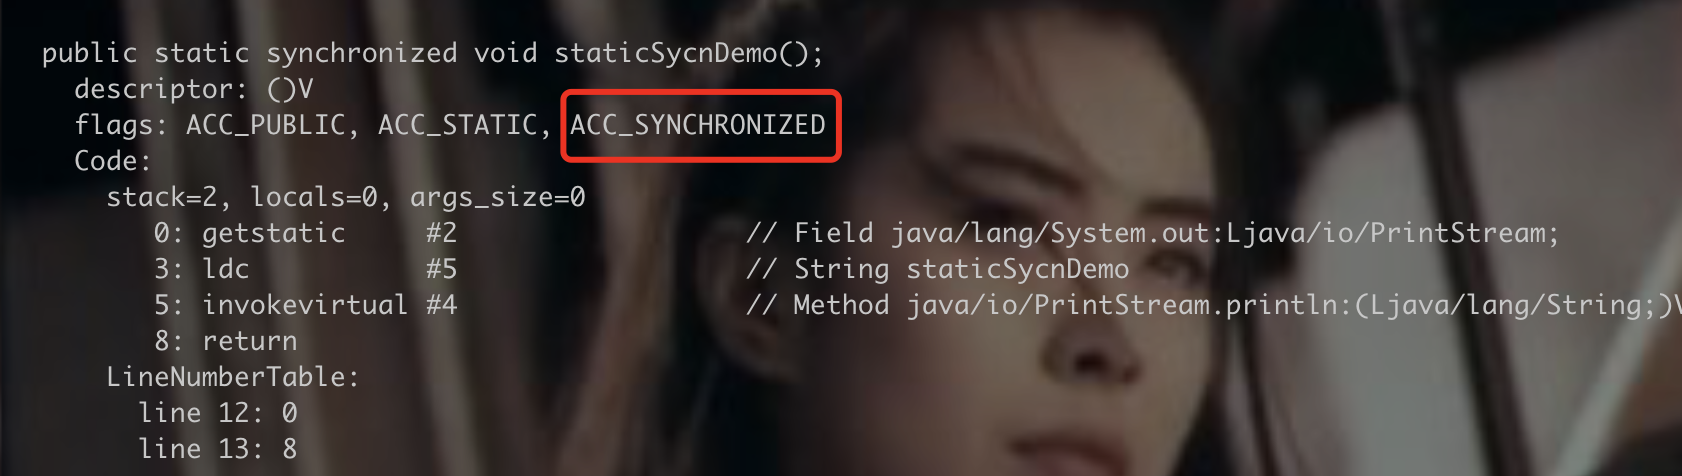 public static synchronized void staticSycnDemo();
descriptor: ()V
flags: ACC_PUBLIC, ACC_STATIC, ACC_SYNCHRONIZED
Code:
stack=2, locals=0, args_size=0
0: getstatic #2 // Field java/lang/System.out:Ljava/io/PrintStream;
3: ldc #5 // String staticSycnDemo
5: invokevirtual #4 // Method java/io/PrintStream.println:(Ljava/lang/String;)V
8: return
LineNumberTable:
line 12: 0
line 13: 8